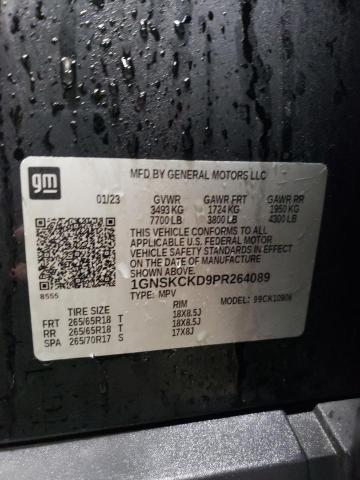 gm
MFD.BY GENERAL MOTORS LLC
01/23 GVWR GAWR FRT GAWR RR
3493 KG 1724 KG 1950 KG
7700 LB 3800 LB 4300 LB
THIS VEHICLE CONFORMS TO ALL
APPLICABLE U.S. FEDERAL MOTOR
VEHICLE SAFETY STANDARDS IN EFFECT
ON THE DATE OF MANUFACTURE
SHOWN ABOVE.
1GNSKCKD9PR264089
8555 TYPE: MPV MODEL: 99CK10906
TIRE SIZE RIM
FRT 265/65R18 T 18X8.5J
RR 265/65R18 T 18X8.5J
SPA 265/70R17 S 17X8J